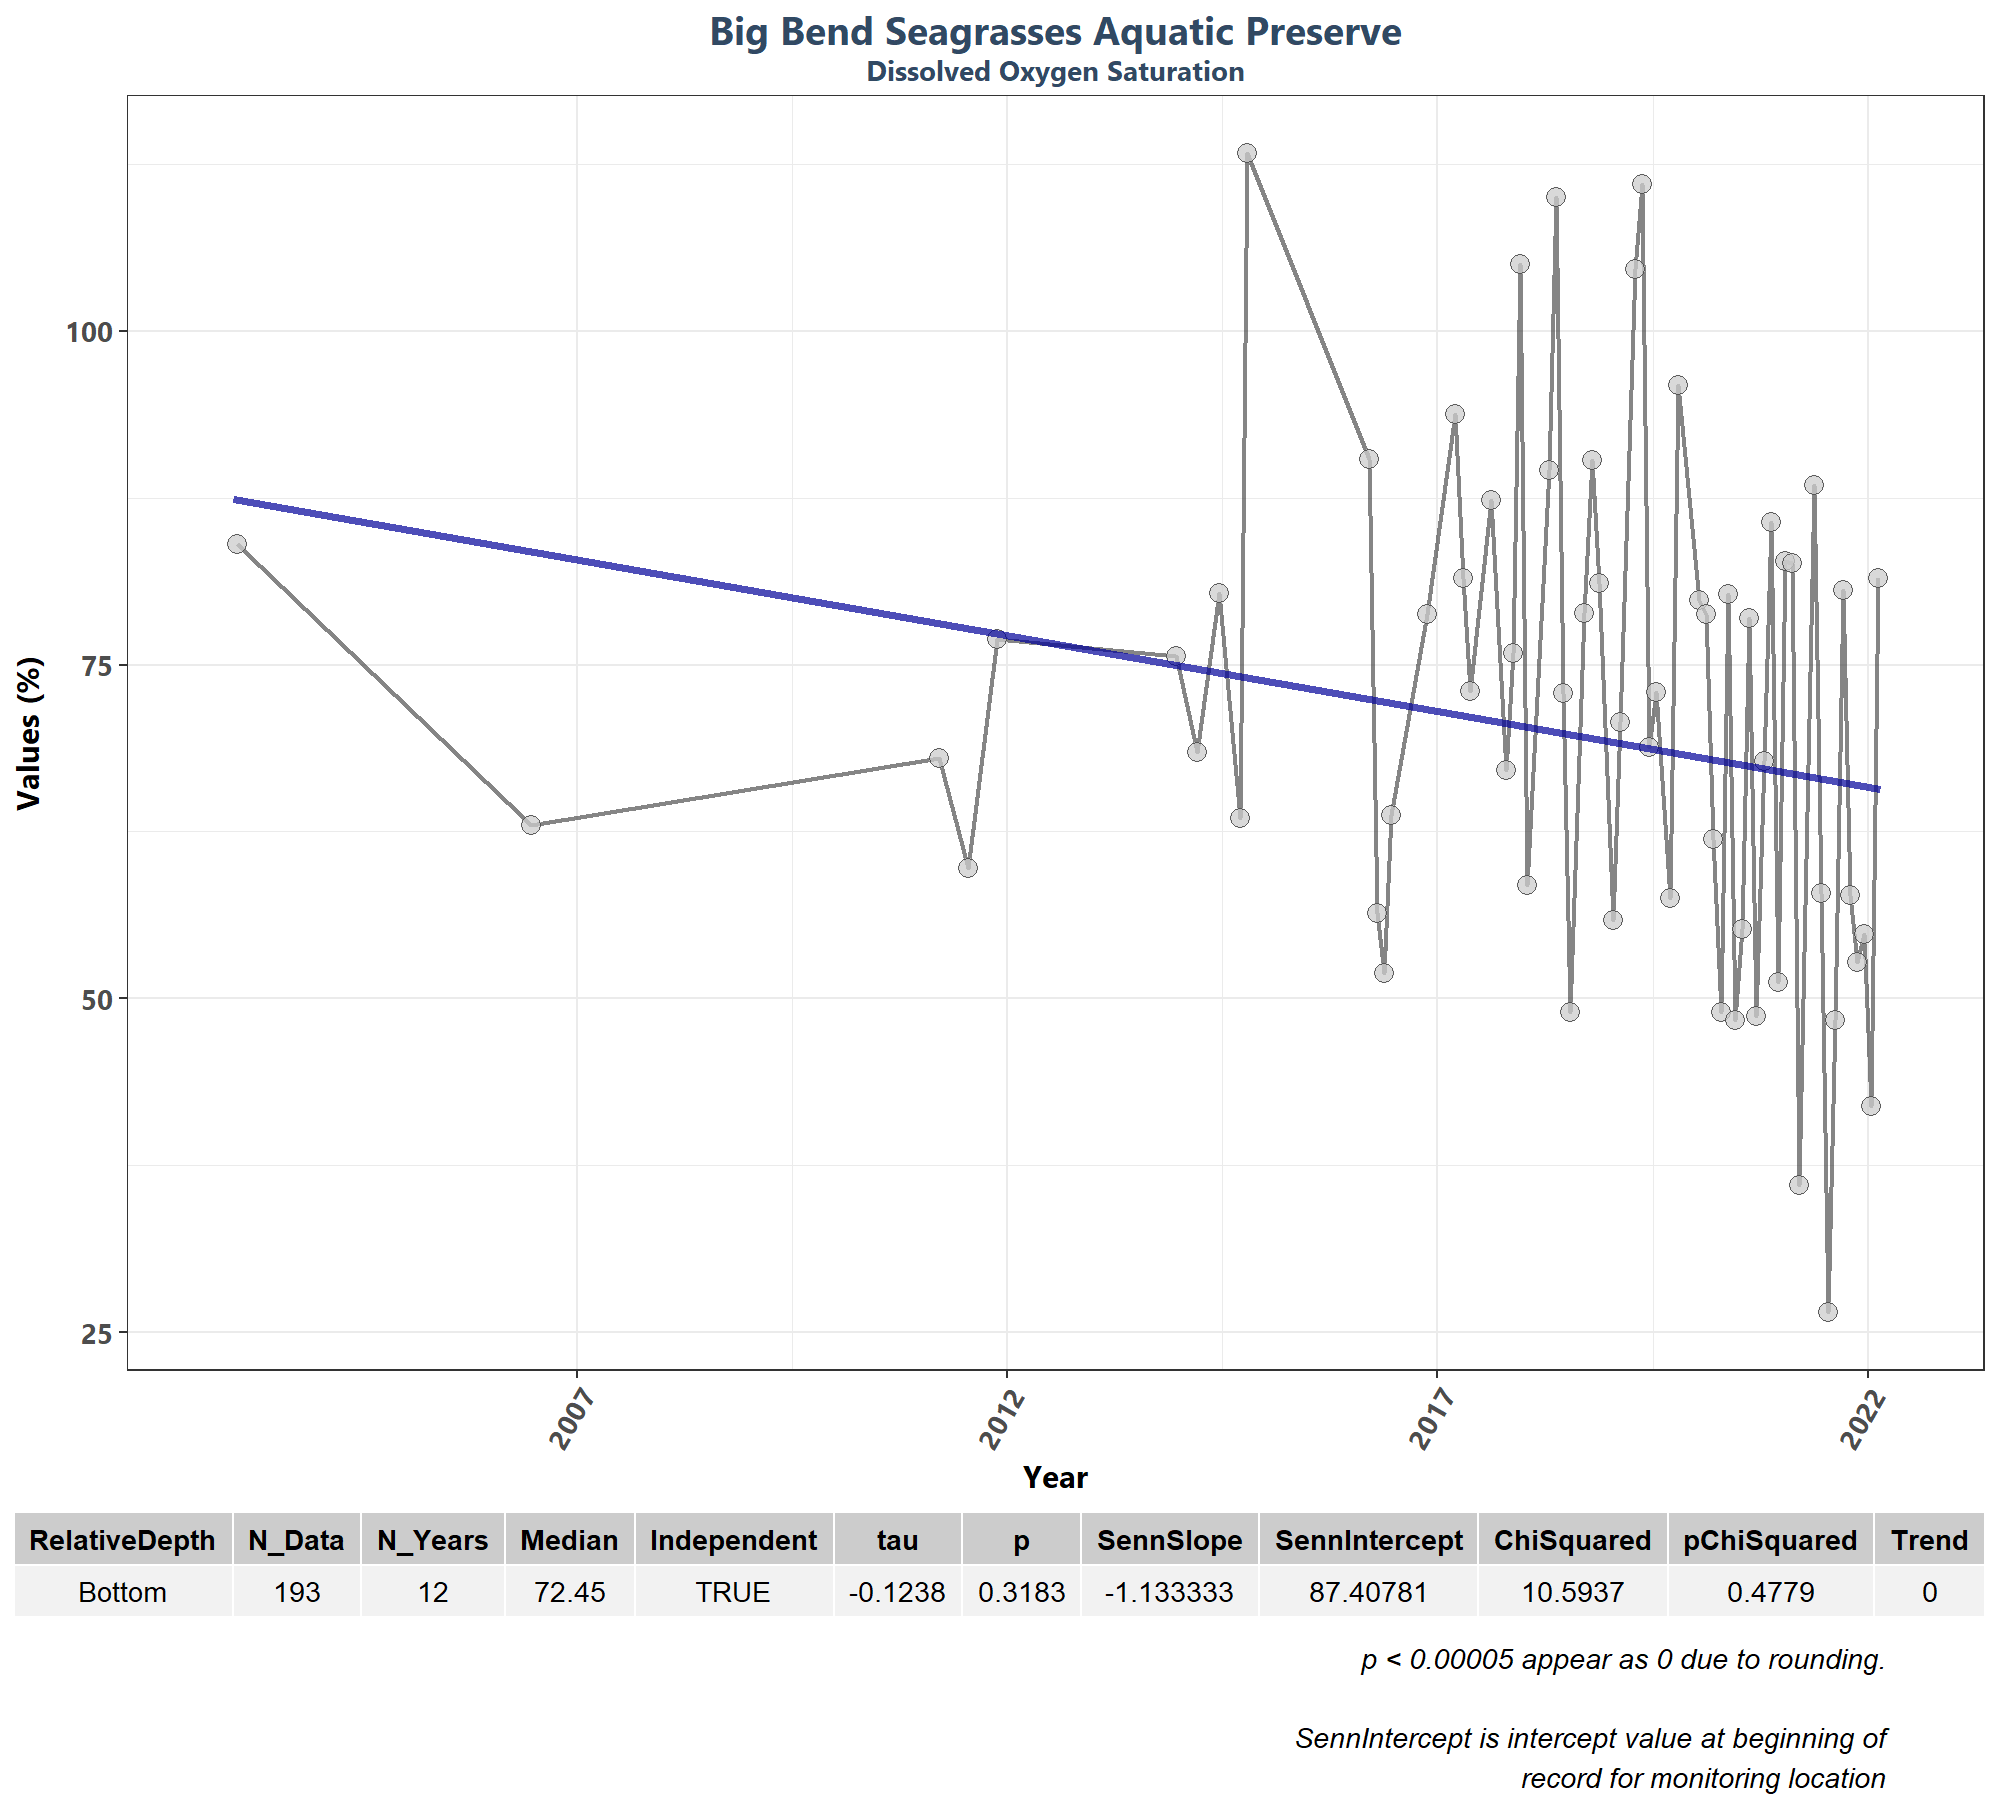 Big Bend Seagrasses Aquatic Preserve
Dissolved Oxygen Saturation
Values (%)
100
75
50
25
2007
2012
2017
2022
Year
RelativeDepth N_Data N_Years Median Independent tau p SennSlope SennIntercept ChiSquared pChiSquared Trend
Bottom 193 12 72.45 TRUE -0.1238 0.3183 -1.133333 87.40781 10.5937 0.4779 0
p < 0.00005 appear as 0 due to rounding.
SennIntercept is intercept value at beginning of
record for monitoring location